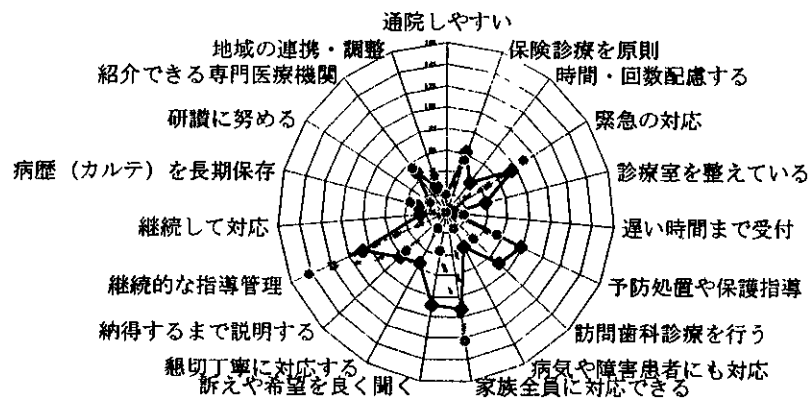 通院しやすい
保険診療を原則
時間・回数配慮する
緊急の対応
診療室を整えている
遅い時間まで受付
予防処置や保護指導
訪問歯科診療を行う
病気や障害患者にも対応
家族全員に対応できる
訴えや希望を良く聞く
懇切丁寧に対応する
納得するまで説明する
継続的な指導管理
継続して対応
病歴（カルテ）を長期保存
研讃に努める
紹介できる専門医療機関
地域の連携・調整